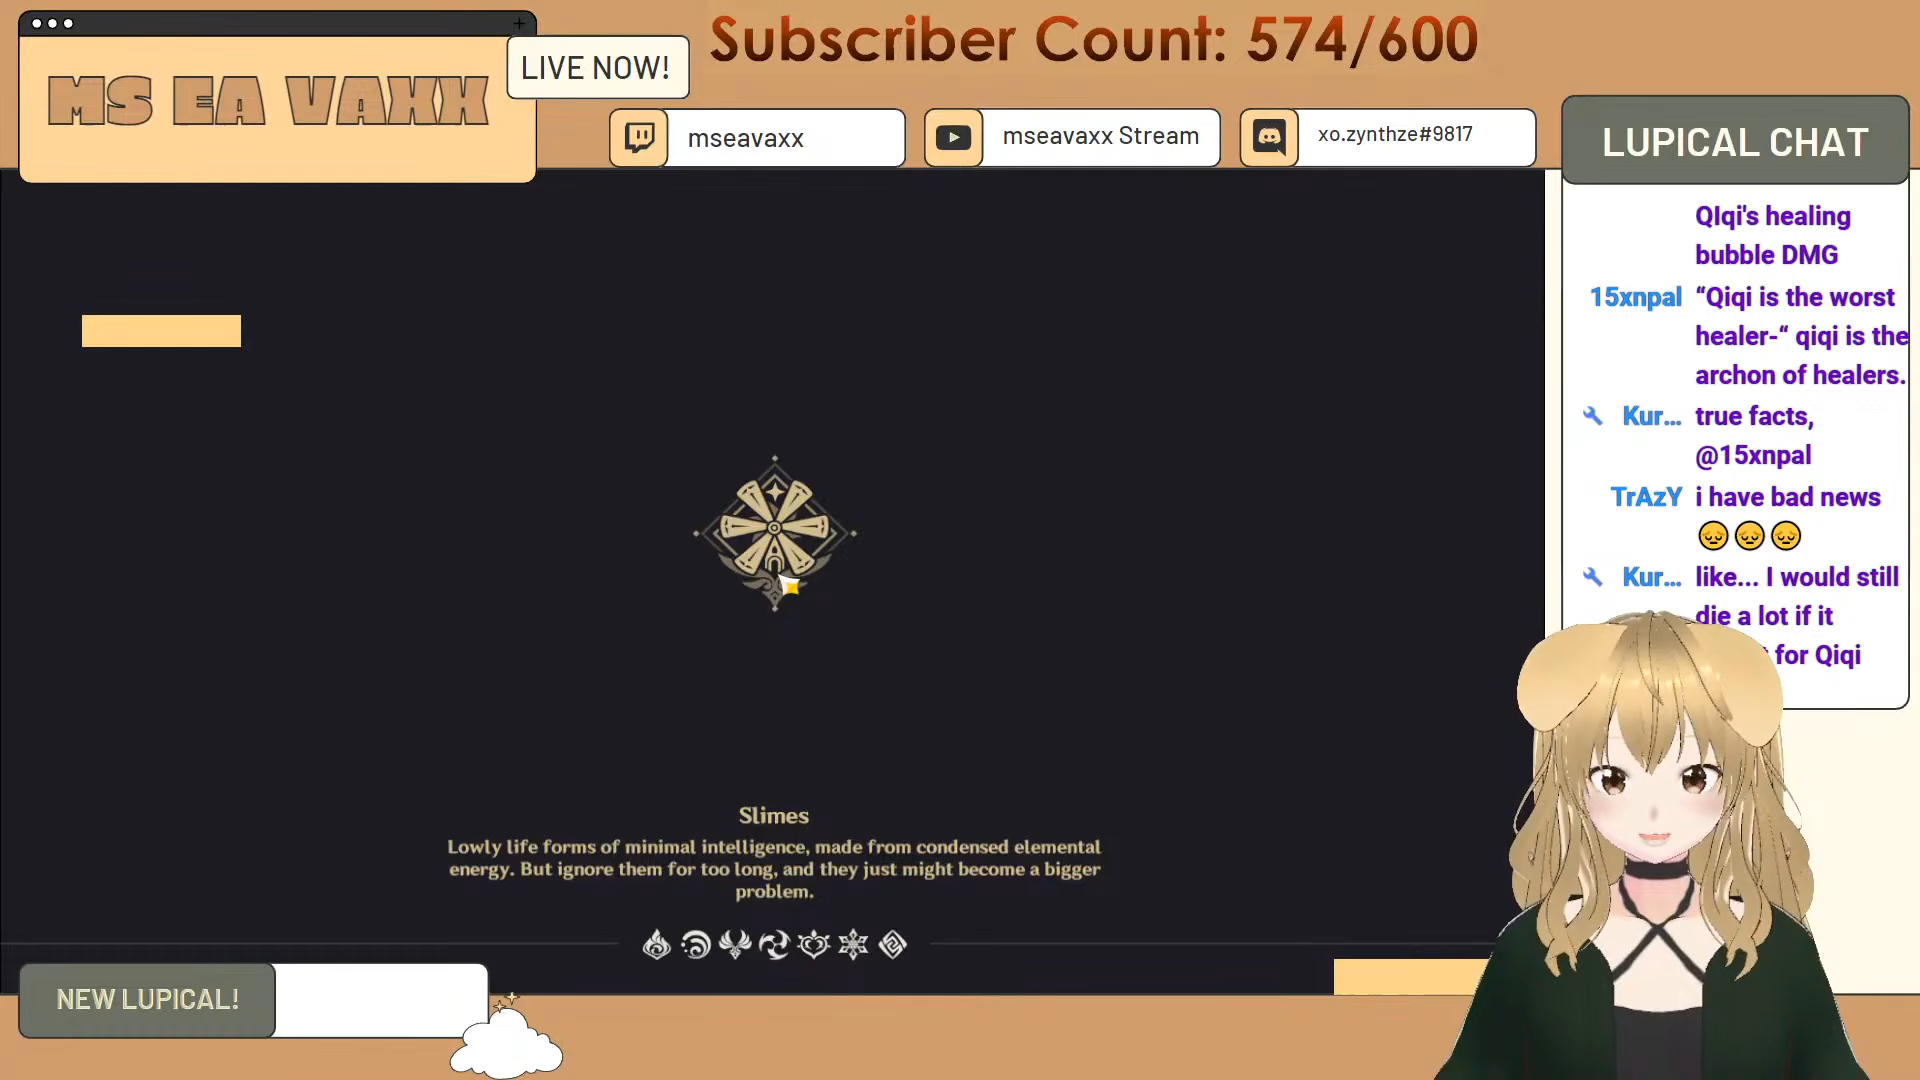 Subscriber Count: 574/600
MS EA VAXX
LIVE NOW!
mseavaxx
mseavaxx Stream
xo.zynthze#9817
LUPICAL CHAT
QIqi's healing
bubble DMG
15xnpal “Qiqi is the worst
healer-“ qiqi is the
archon of healers.
Kur... true facts,
@15xnpal
TrAzY i have bad news
😔😔😔
Kur... like... I would still
die a lot if it
for Qiqi
Slimes
Lowly life forms of minimal intelligence, made from condensed elemental
energy. But ignore them for too long, and they just might become a bigger
problem.
NEW LUPICAL!